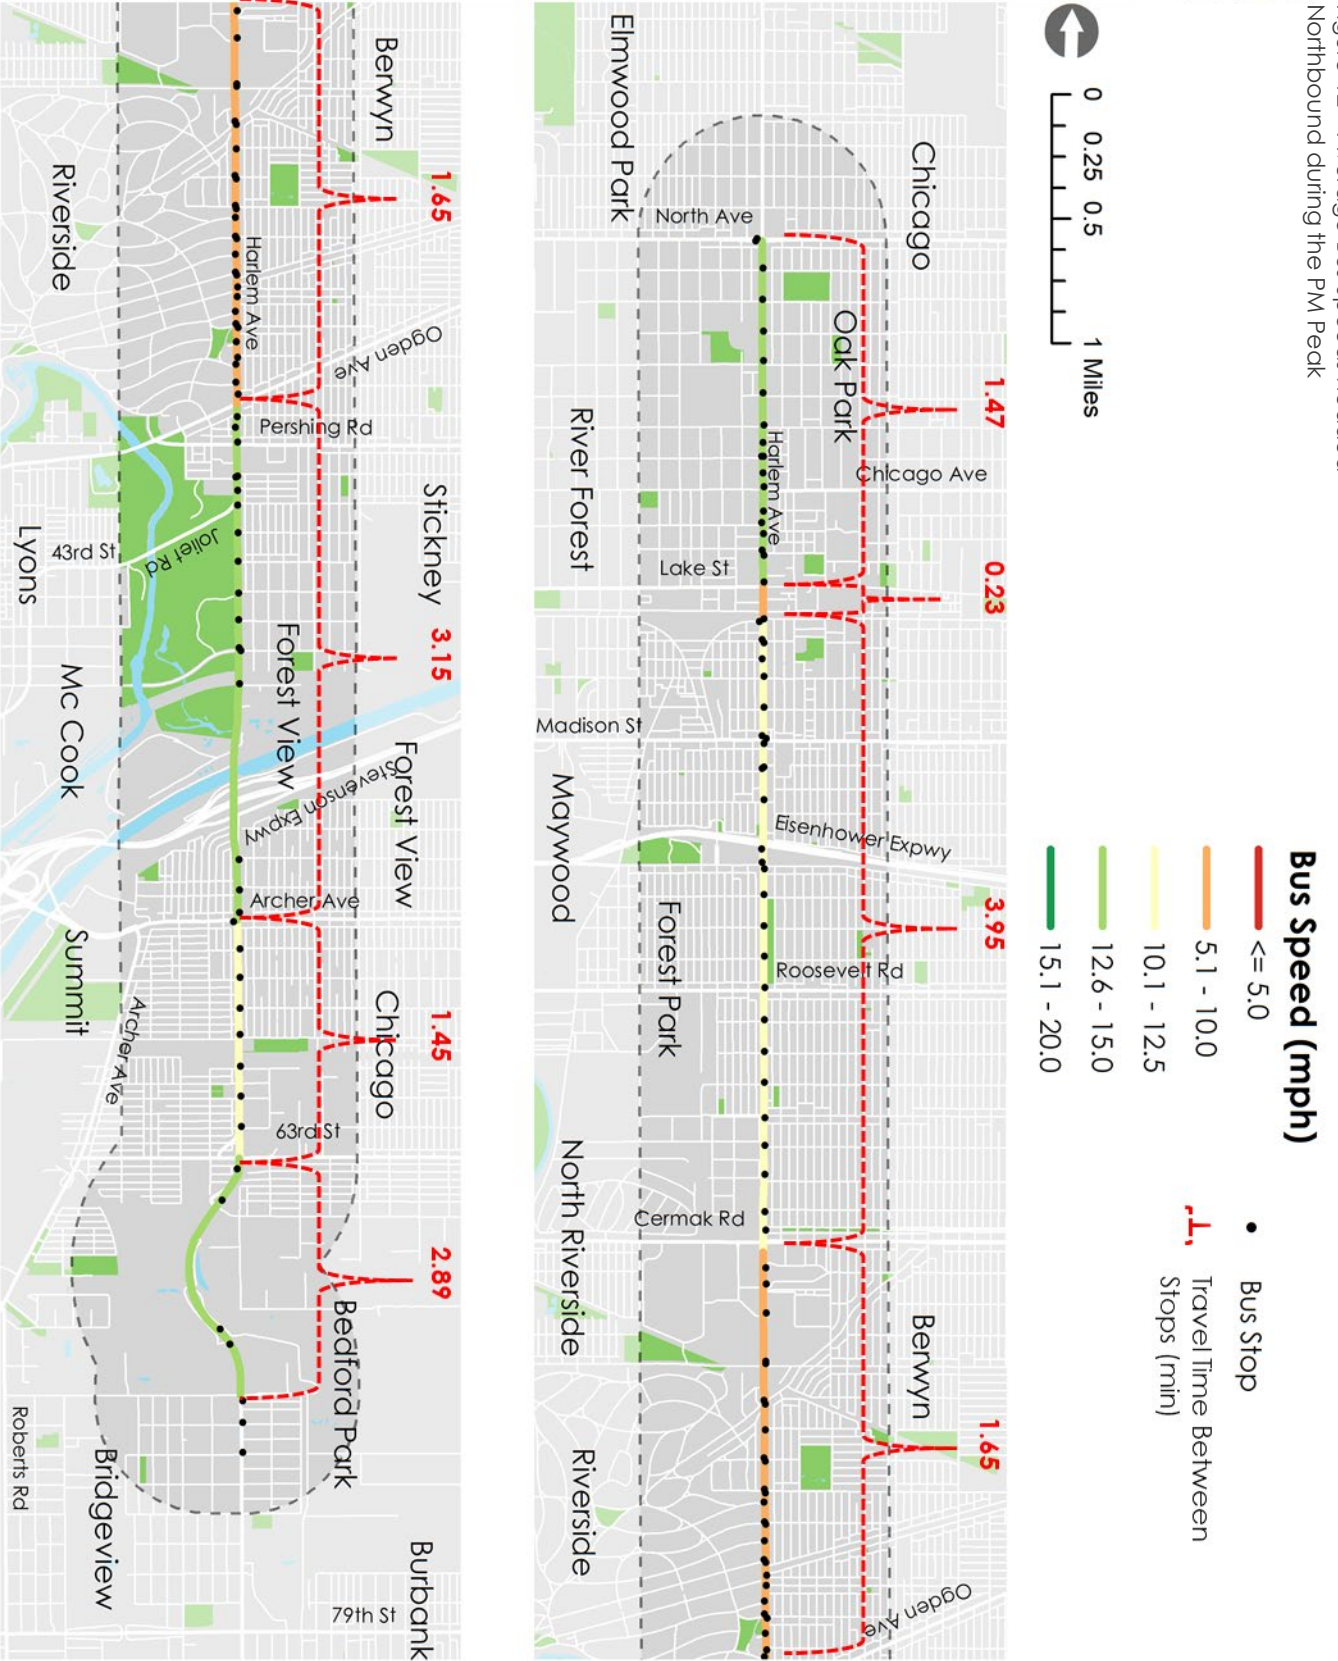 Northbound during the PM Peak
Bus Speed (mph)
<= 5.0
5.1 - 10.0
10.1 - 12.5
12.6 - 15.0
15.1 - 20.0
Bus Stop
Travel Time Between
Stops (min)
0 0.25 0.5 1 Miles
Elmwood Park
Chicago
North Ave
Oak Park
1.47
River Forest
Harlem Ave
Chicago Ave
Lake St
0.23
Madison St
Maywood
Eisenhower Expwy
3.95
Forest Park
Roosevelt Rd
North Riverside
Cermak Rd
Berwyn
1.65
Riverside
Ogden Ave
Berwyn
1.65
Riverside
Harlem Ave
Ogden Ave
Pershing Rd
Stickney
Lyons
43rd St
Joliet Rd
3.15
Forest View
Mc Cook
Forest View
Stevenson Expwy
Archer Ave
Summit
Chicago
1.45
Archer Ave
63rd St
2.89
Bedford Park
Bridgeview
Roberts Rd
Burbank
79th St